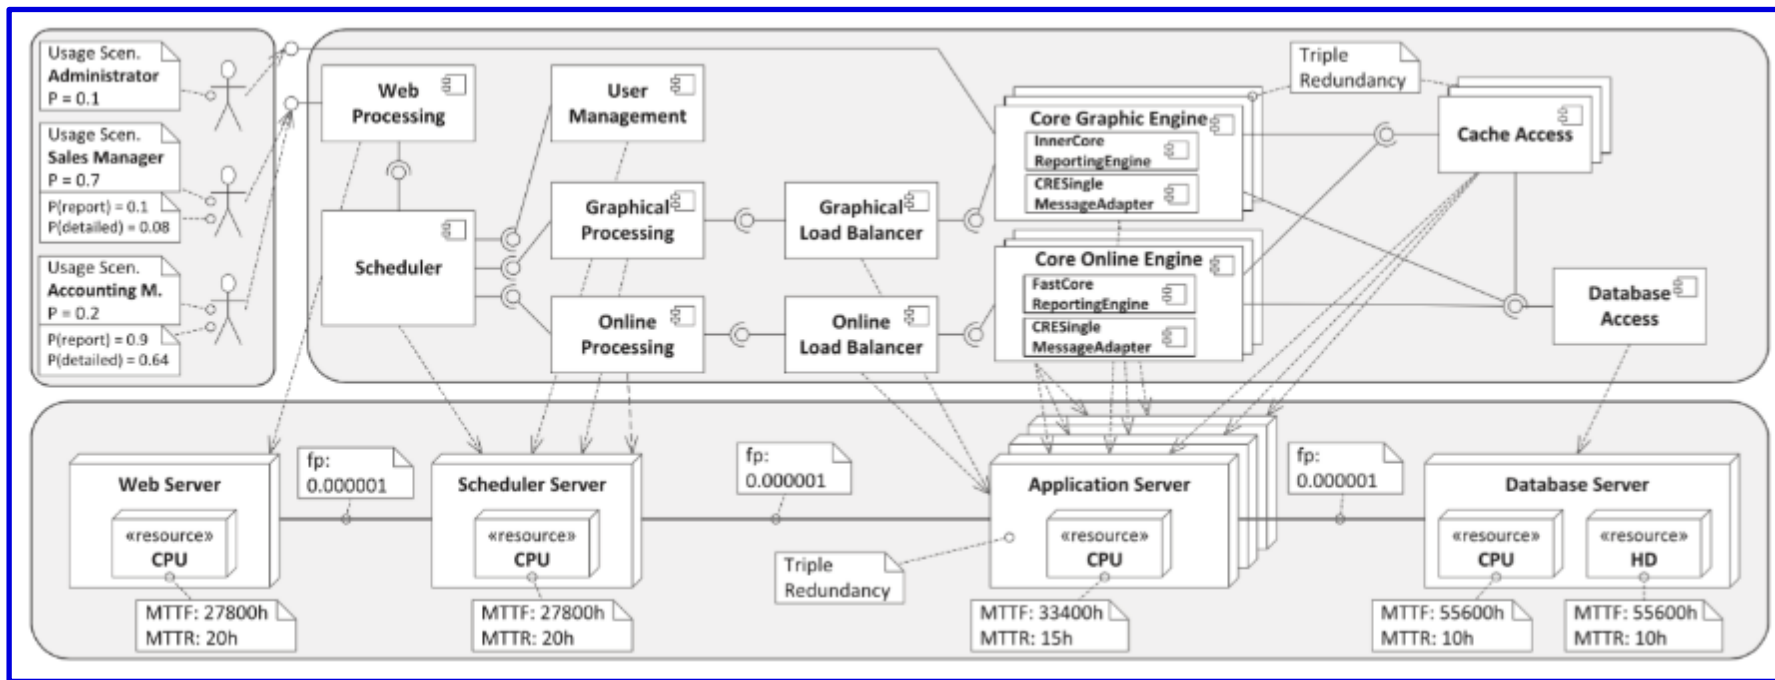 Usage Scen.
Administrator
P = 0.1
Usage Scen.
Sales Manager
P = 0.7
P(report) = 0.1
P(detailed) = 0.08
Usage Scen.
Accounting M.
P = 0.2
P(report) = 0.9
P(detailed) = 0.64
Web
Processing
User
Management
Scheduler
Graphical
Processing
Online
Processing
Graphical
Load Balancer
Online
Load Balancer
Core Graphic Engine
InnerCore
ReportingEngine
CRESingle
MessageAdapter
Core Online Engine
FastCore
ReportingEngine
CRESingle
MessageAdapter
Triple
Redundancy
Cache Access
Database
Access
Web Server
«resource»
CPU
MTTF: 27800h
MTTR: 20h
fp:
0.000001
Scheduler Server
«resource»
CPU
MTTF: 27800h
MTTR: 20h
fp:
0.000001
Triple
Redundancy
Application Server
«resource»
CPU
MTTF: 33400h
MTTR: 15h
fp:
0.000001
Database Server
«resource»
CPU
«resource»
HD
MTTF: 55600h
MTTR: 10h
MTTF: 55600h
MTTR: 10h